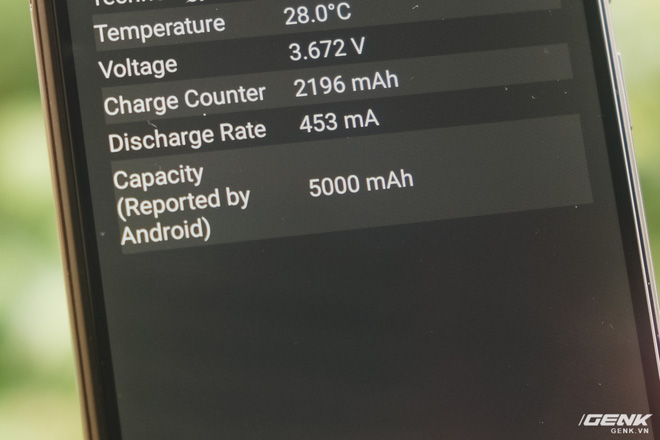 Temperature 28.0°C
Voltage 3.672 V
Charge Counter 2196 mAh
Discharge Rate 453 mA
Capacity
(Reported by 5000 mAh
Android)
GENK
GENK.VN